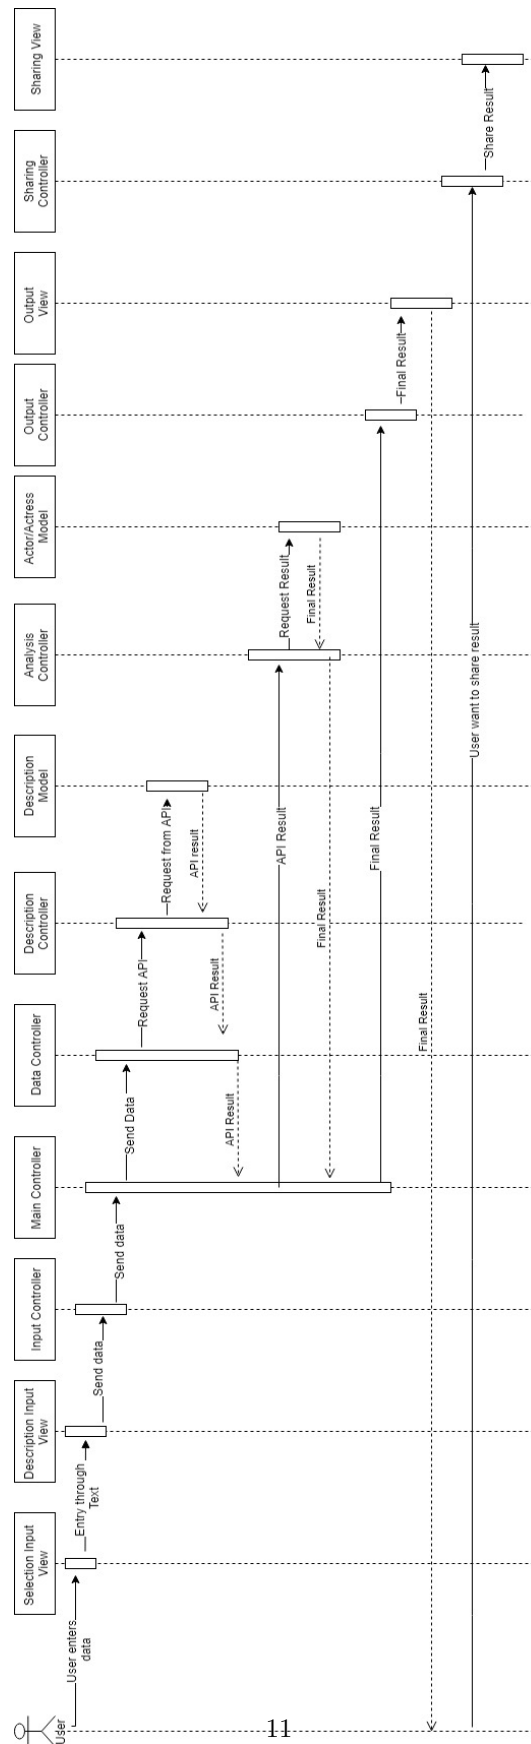 User
Selection Input
View
Description Input
View
Input Controller
Main Controller
Data Controller
Description
Controller
Description
Model
Analysis
Controller
Actor/Actress
Model
Output
Controller
Output
View
Sharing
Controller
Sharing View
User enters
data
Entry through
Text
Send data
Send data
Send Data
Request API
Request from API
API result
API Result
API Result
API Result
Request Result
Final Result
Final Result
Final Result
Final Result
Final Result
User want to share result
Share Result
11